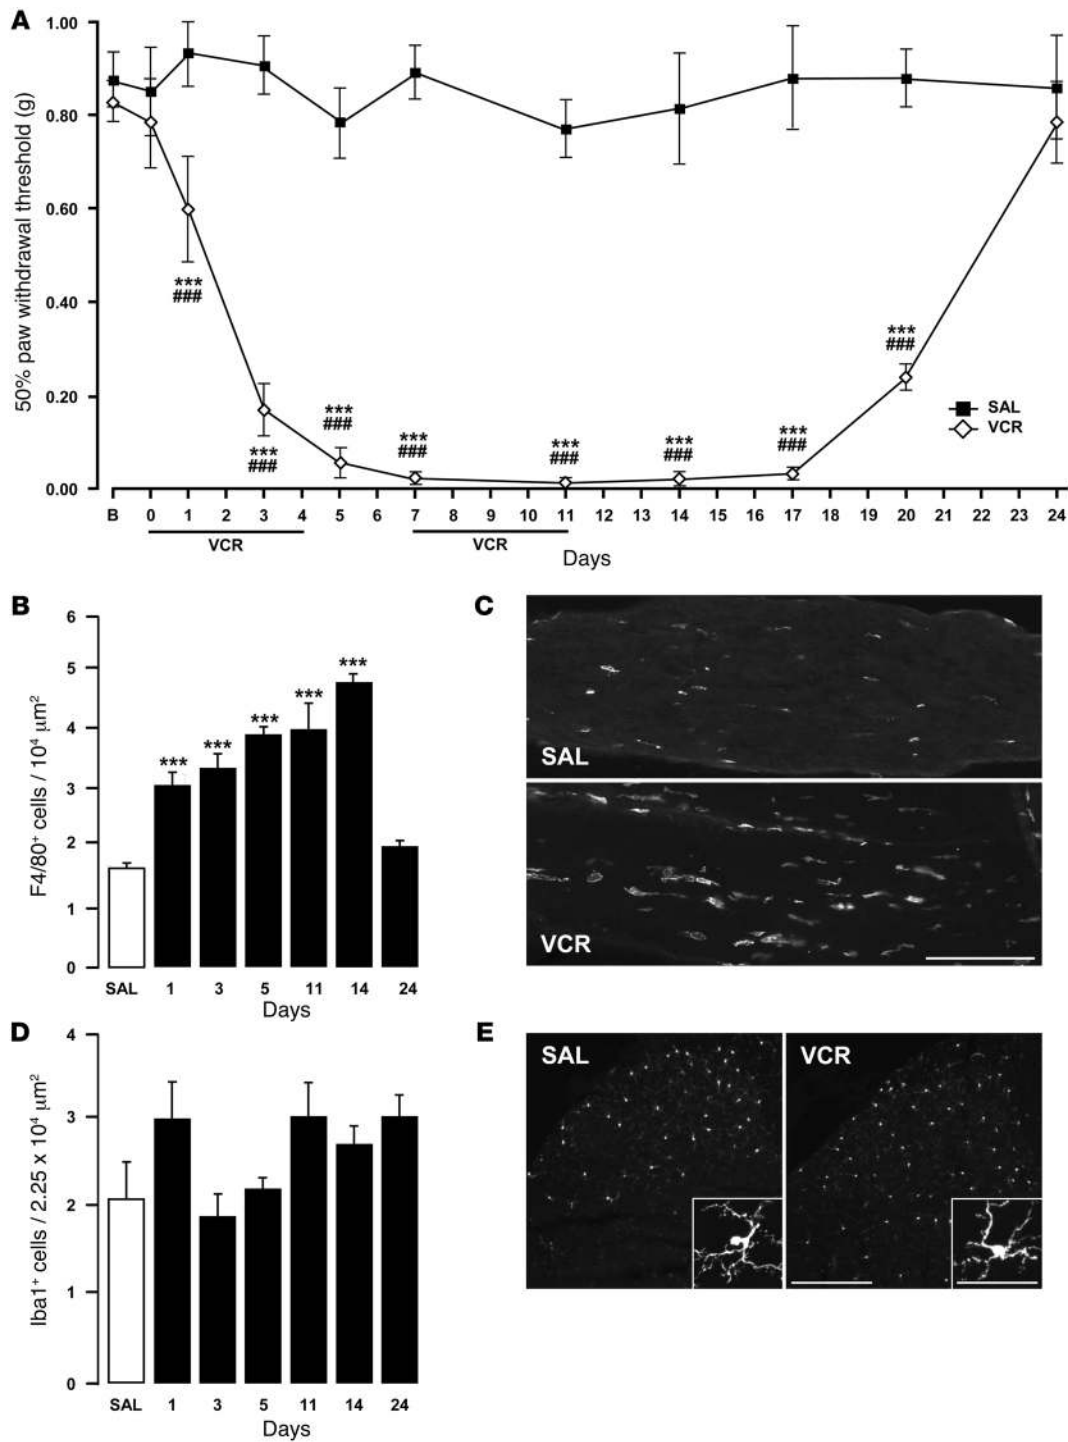 A
50% paw withdrawal threshold (g)
1.00
0.80
0.60
0.40
0.20
0.00
***
###
***
###
***
###
***
###
***
###
***
###
***
###
***
###
SAL
VCR
B 0 1 2 3 4 5 6 7 8 9 10 11 12 13 14 15 16 17 18 19 20 21 22 23 24
VCR VCR
Days
B
F4/80⁺ cells / 10⁴ µm²
6
5
4
3
2
1
0
*** *** *** *** ***
SAL 1 3 5 11 14 24
Days
C
SAL
VCR
D
Iba1⁺ cells / 2.25 x 10⁴ µm²
4
3
2
1
0
SAL 1 3 5 11 14 24
Days
E
SAL VCR